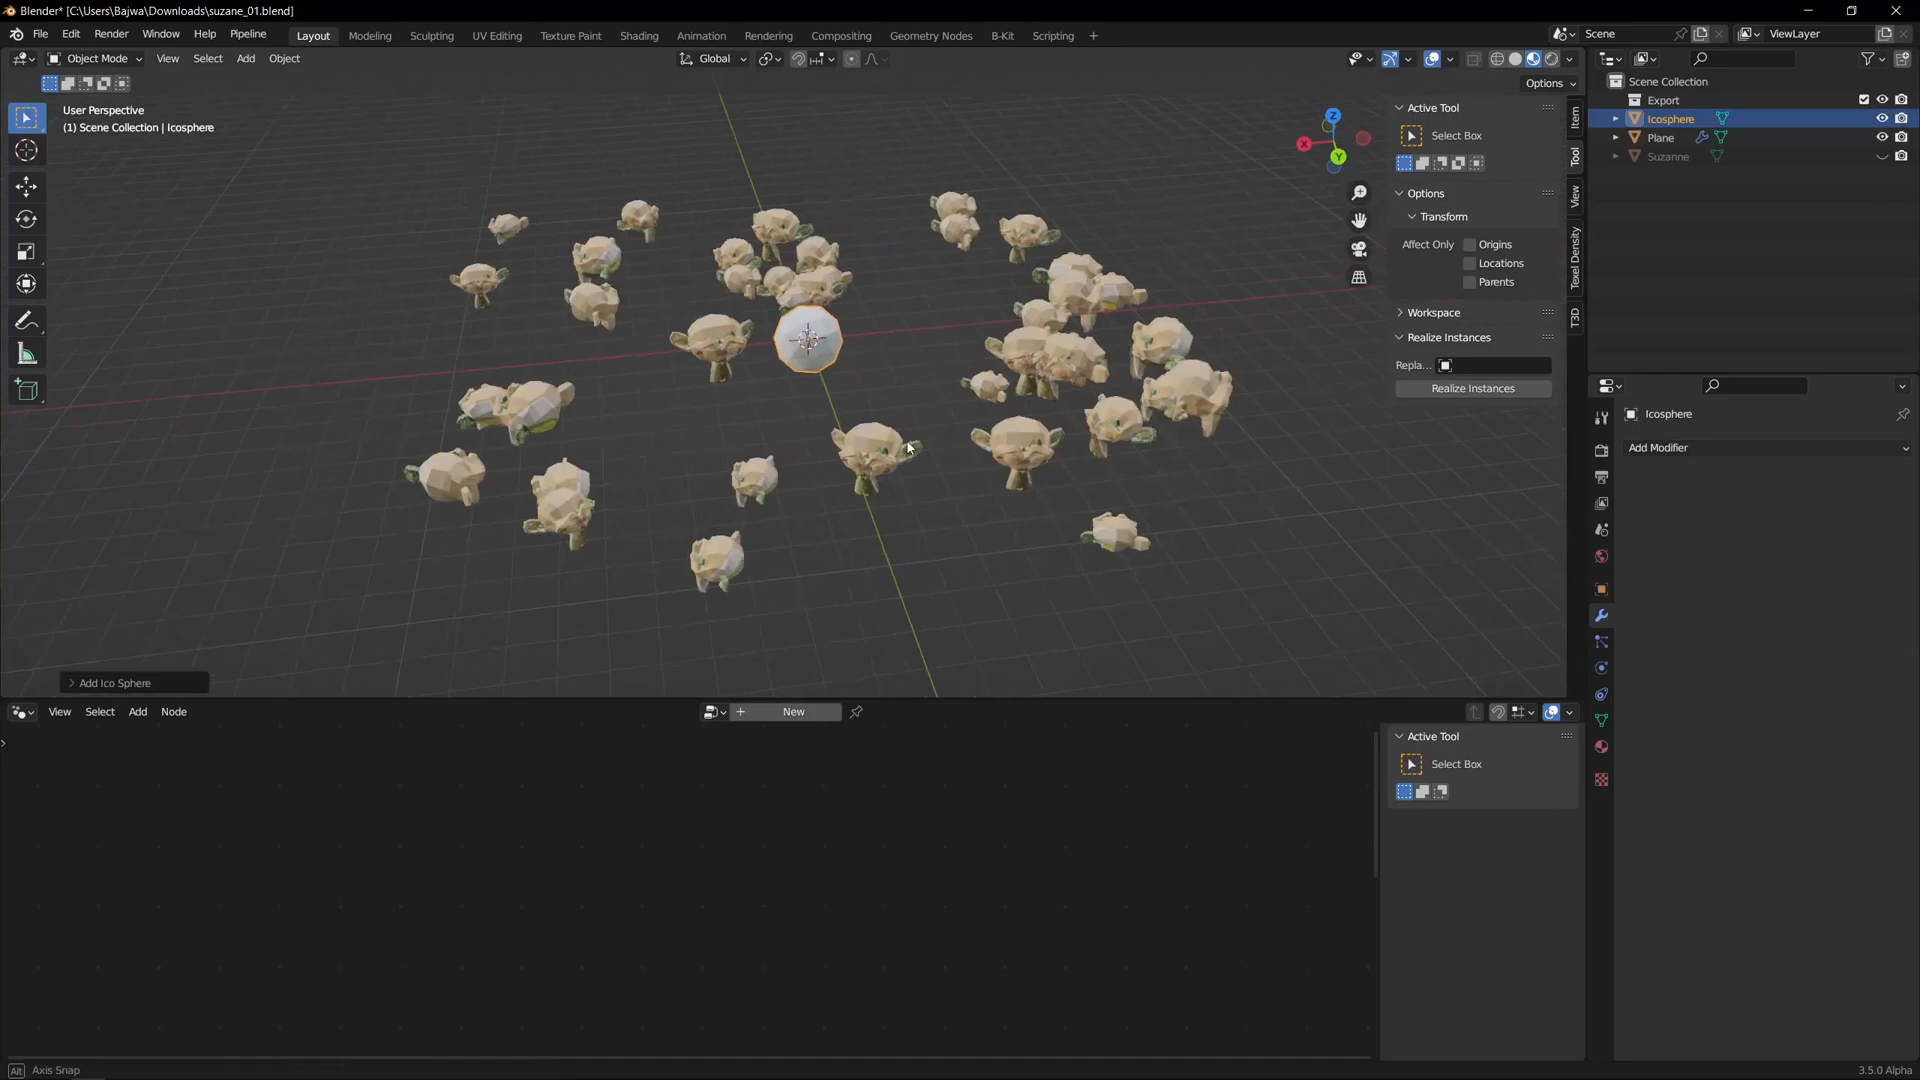 Blender* [C:\Users\Bajwa\Downloads\suzane_01.blend]
File Edit Render Window Help Pipeline Layout Modeling Sculpting UV Editing Texture Paint Shading Animation Rendering Compositing Geometry Nodes B-Kit Scripting + Scene ViewLayer
Object Mode View Select Add Object Global
Options
User Perspective
(1) Scene Collection | Icosphere
Z
X
Y
Active Tool
Select Box
Options
Transform
Affect Only Origins
Locations
Parents
Workspace
Realize Instances
Repla...
Realize Instances
Item
Tool
View
Texel Density
T3D
Scene Collection
Export
Icosphere
Plane
Suzanne
Icosphere
Add Modifier
Add Ico Sphere
View Select Add Node + New
Active Tool
Select Box
Alt Axis Snap
3.5.0 Alpha